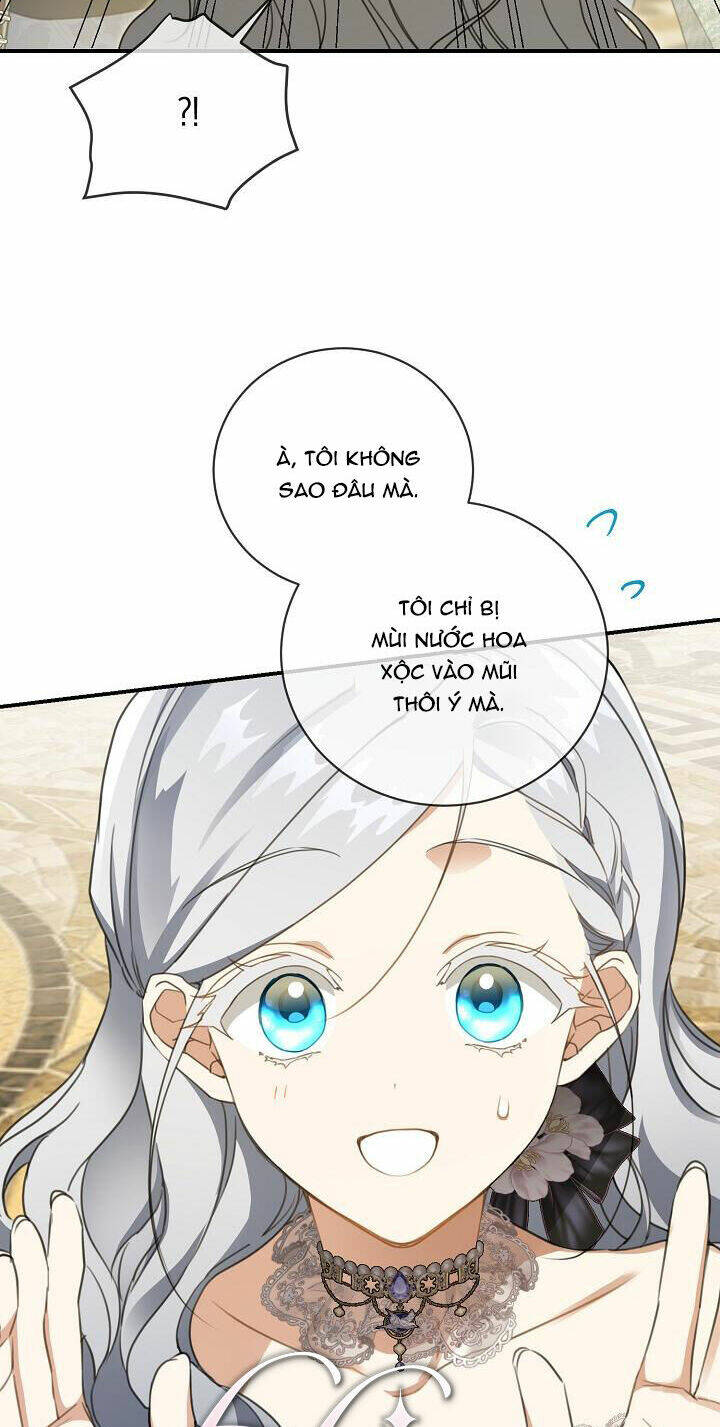 ?!
À, TÔI KHÔNG
SAO ĐÂU MÀ.
TÔI CHỈ BỊ
MÙI NƯỚC HOA
XỘC VÀO MŨI
THÔI Ý MÀ.